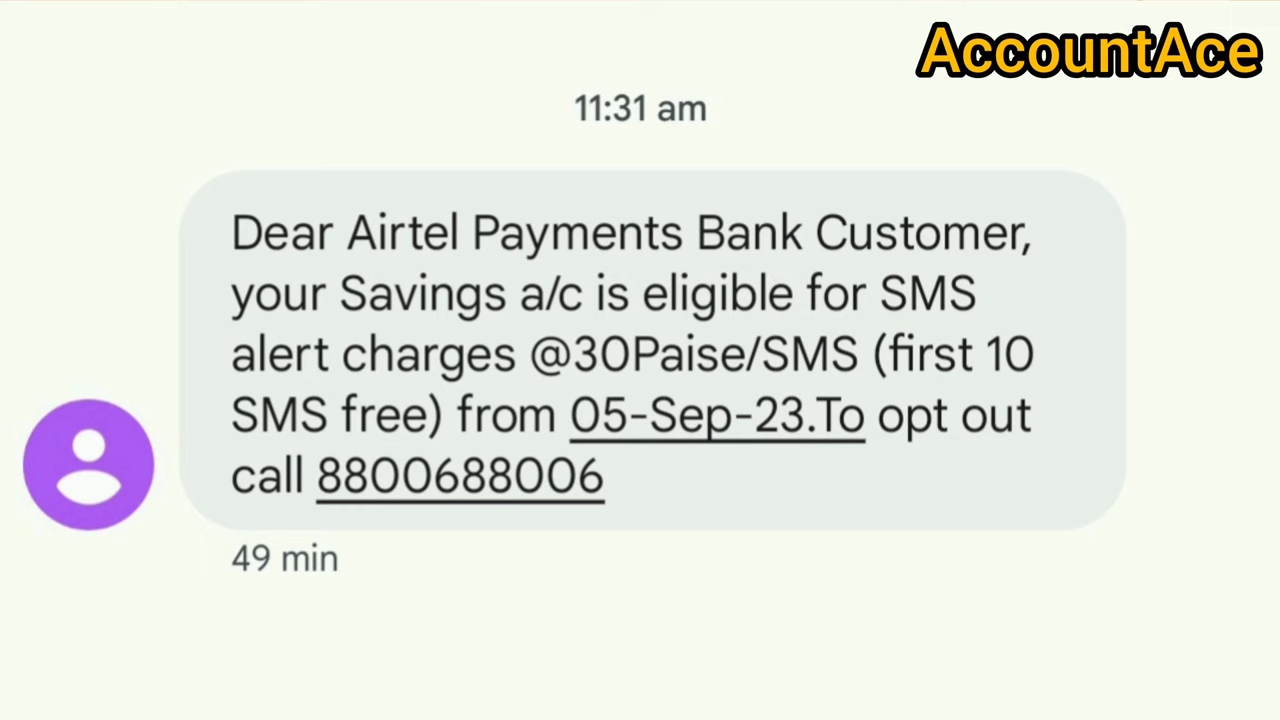 AccountAce
11:31 am
Dear Airtel Payments Bank Customer,
your Savings a/c is eligible for SMS
alert charges @30Paise/SMS (first 10
SMS free) from 05-Sep-23.To opt out
call 8800688006
49 min